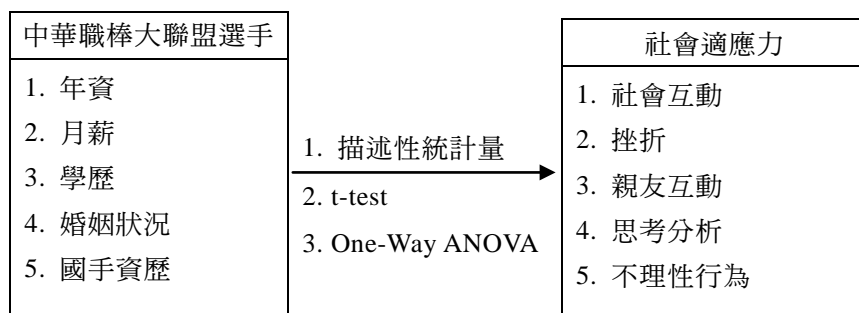 中華職棒大聯盟選手
1. 年資
2. 月薪
3. 學歷
4. 婚姻狀況
5. 國手資歷
1. 描述性統計量
2. t-test
3. One-Way ANOVA
社會適應力
1. 社會互動
2. 挫折
3. 親友互動
4. 思考分析
5. 不理性行為